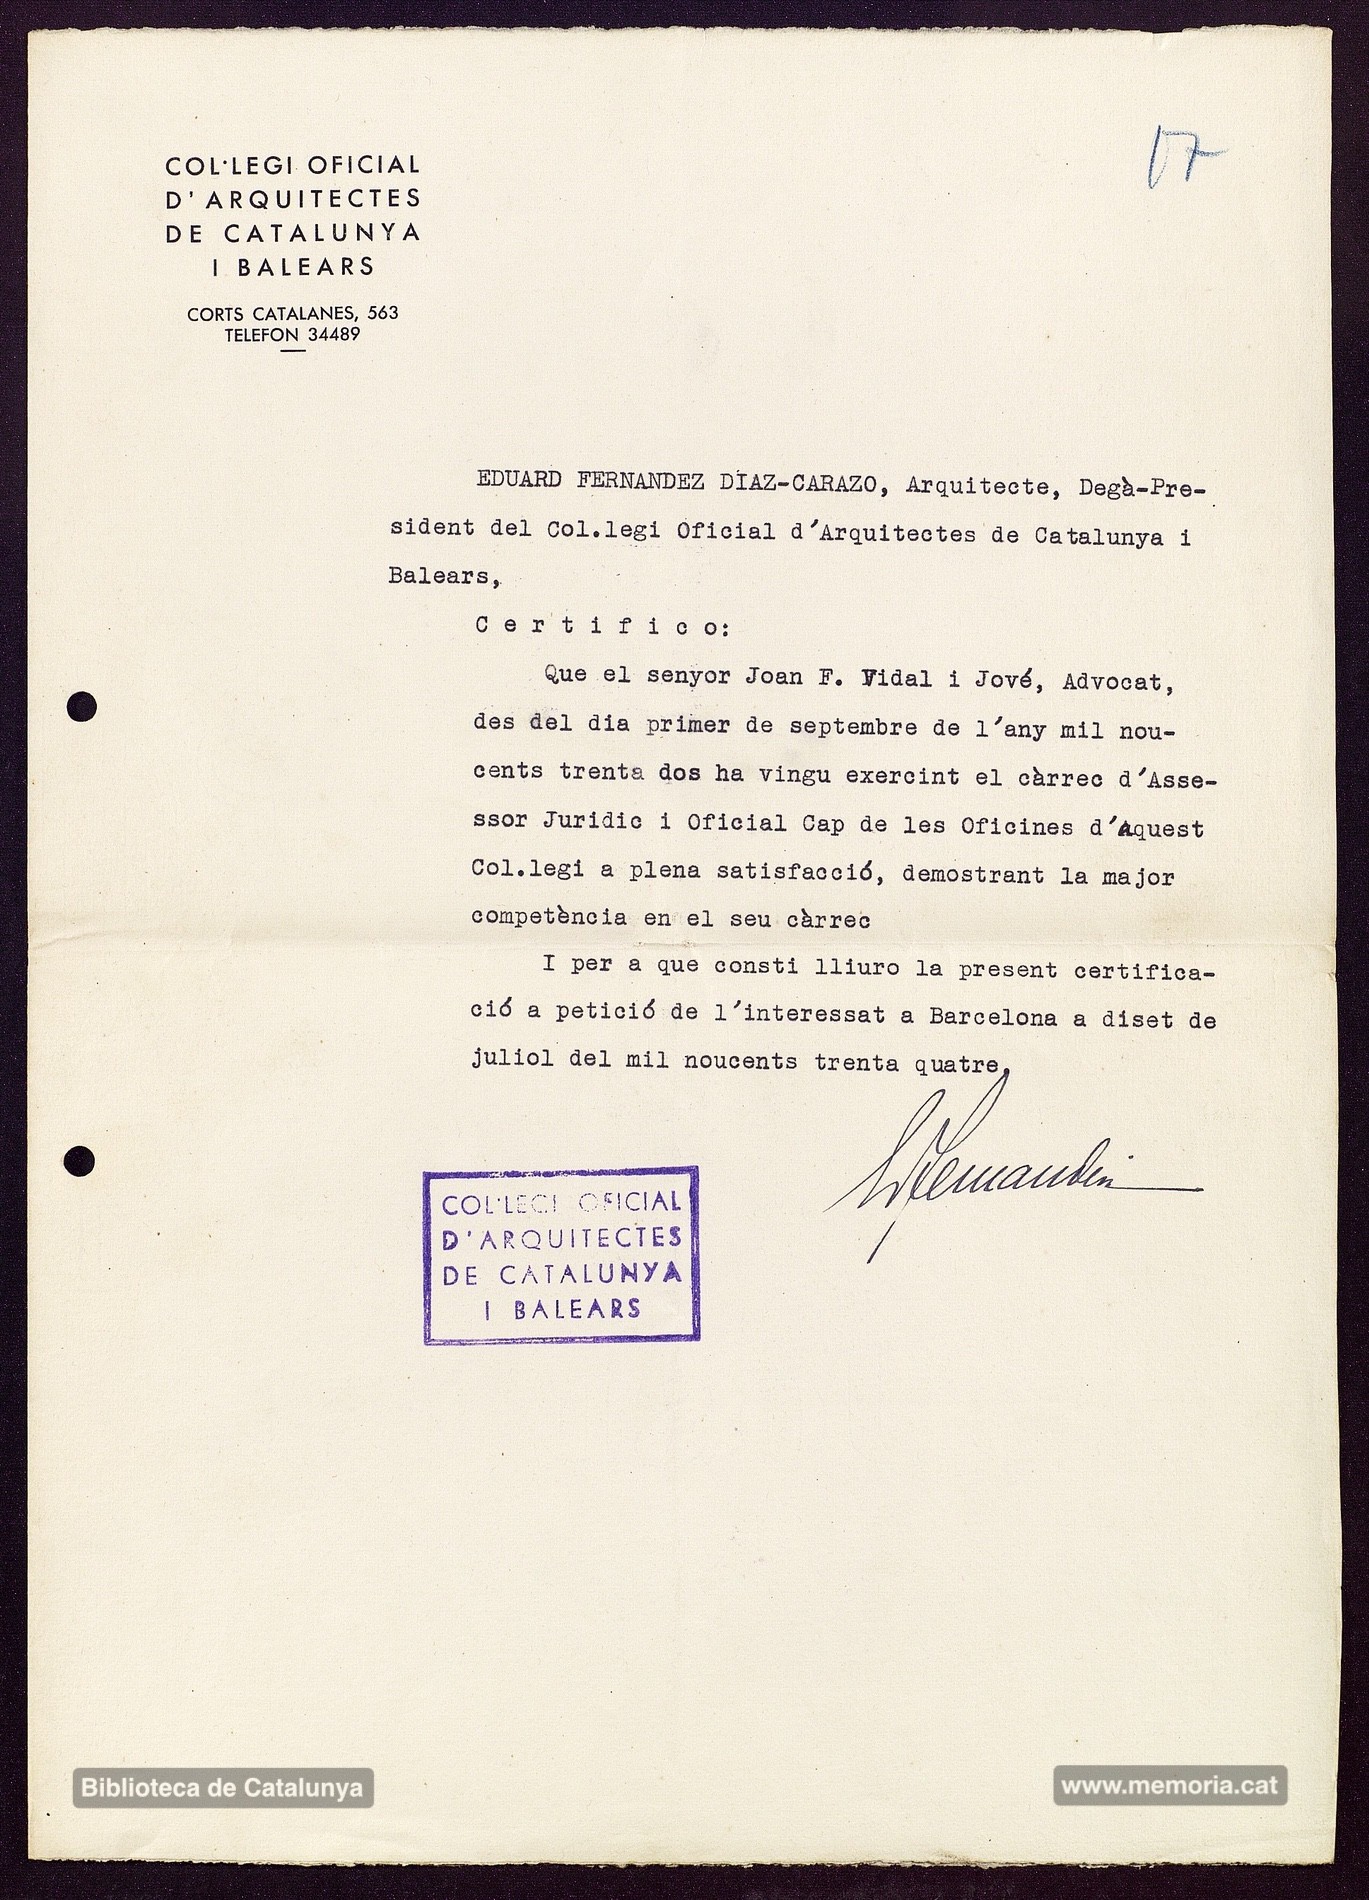 17
COL·LEGI OFICIAL
D'ARQUITECTES
DE CATALUNYA
I BALEARS
CORTS CATALANES, 563
TELEFON 34489
EDUARD FERNANDEZ DIAZ-CARAZO, Arquitecte, Degà-Pre-
sident del Col.legi Oficial d'Arquitectes de Catalunya i
Balears,
C e r t i f i c o:
Que el senyor Joan F. Vidal i Jové, Advocat,
des del dia primer de septembre de l'any mil nou-
cents trenta dos ha vingu exercint el càrrec d'Asse-
ssor Juridic i Oficial Cap de les Oficines d'Aquest
Col.legi a plena satisfacció, demostrant la major
competència en el seu càrrec
I per a que consti lliuro la present certifica-
ció a petició de l'interessat a Barcelona a diset de
juliol del mil noucents trenta quatre.
COL·LEGI OFICIAL
D'ARQUITECTES
DE CATALUNYA
I BALEARS
Biblioteca de Catalunya
www.memoria.cat